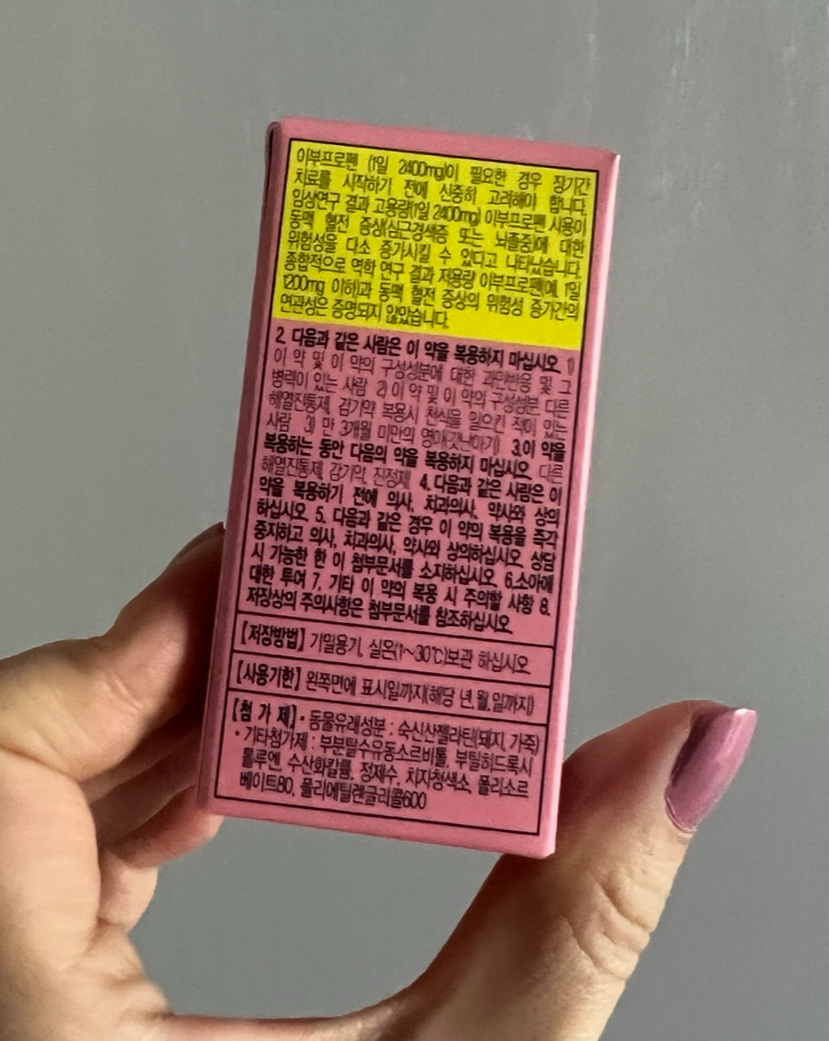 이부프로펜 (1일 2400mg)이 필요한 경우 장기간
치료를 시작하기 전에 신중히 고려해야 합니다.
임상연구 결과 고용량(1일 2400mg) 이부프로펜 사용이
동맥 혈전 증상(심근경색증 또는 뇌졸중)에 대한
위험성을 다소 증가시킬 수 있다고 나타났습니다.
종합적으로 역학 연구 결과 저용량 이부프로펜(예, 1일
1200mg 이하)과 동맥 혈전 증상의 위험성 증가간의
연관성은 증명되지 않았습니다.
2. 다음과 같은 사람은 이 약을 복용하지 마십시오. 1)
이 약 및 이 약의 구성성분에 대한 과민반응 및 그
병력이 있는 사람 2) 이 약 및 이 약의 구성성분 다른
해열진통제, 감기약 복용시 천식을 일으킨 적이 있는
사람 3) 만 3개월 미만의 영아(갓난아기) 3.이 약을
복용하는 동안 다음의 약을 복용하지 마십시오. 다른
해열진통제, 감기약, 진정제 4. 다음과 같은 사람은 이
약을 복용하기 전에 의사, 치과의사, 약사와 상의
하십시오. 5. 다음과 같은 경우 이 약의 복용을 즉각
중지하고 의사, 치과의사, 약사와 상의하십시오. 상담
시 가능한 한 이 첨부문서를 소지하십시오. 6.소아에
대한 투여 7. 기타 이 약의 복용 시 주의할 사항 8.
저장상의 주의사항은 첨부문서를 참조하십시오.
[저장방법] 기밀용기, 실온(1~30℃)보관 하십시오
[사용기한] 왼쪽면에 표시일까지(해당 년,월,일까지)
[첨 가 제]• 동물유래성분 : 숙신산젤라틴(돼지, 가죽)
• 기타첨가제 : 부분탈수유동소르비톨, 부틸히드록시
톨루엔, 수산화칼륨, 정제수, 치자청색소, 폴리소르
베이트80, 폴리에틸렌글리콜600